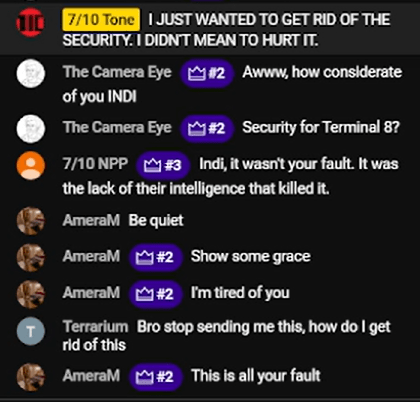 7/10 Tone I JUST WANTED TO GET RID OF THE
SECURITY. I DIDN'T MEAN TO HURT IT.
The Camera Eye #2 Awww, how considerate
of you INDI
The Camera Eye #2 Security for Terminal 8?
7/10 NPP #3 Indi, it wasn't your fault. It was
the lack of their intelligence that killed it.
AmeraM Be quiet
AmeraM #2 Show some grace
AmeraM #2 I'm tired of you
T Terrarium Bro stop sending me this, how do I get
rid of this
AmeraM #2 This is all your fault